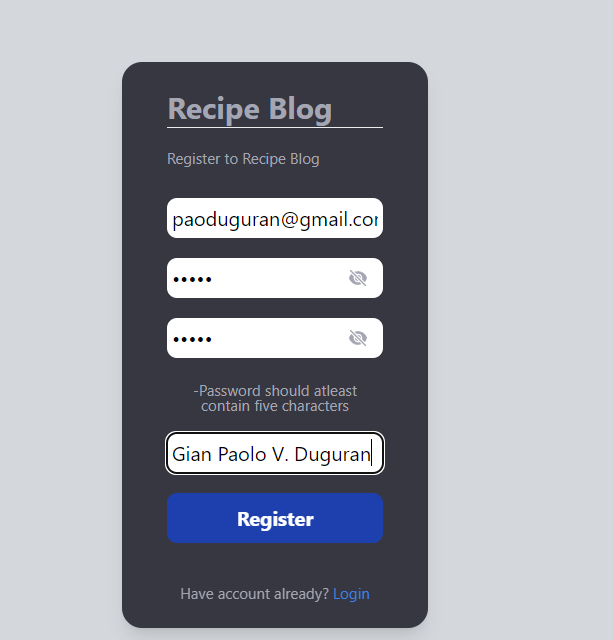 Recipe Blog
Register to Recipe Blog
paoduguran@gmail.com
•••••
•••••
-Password should atleast
contain five characters
Gian Paolo V. Duguran
Register
Have account already? Login